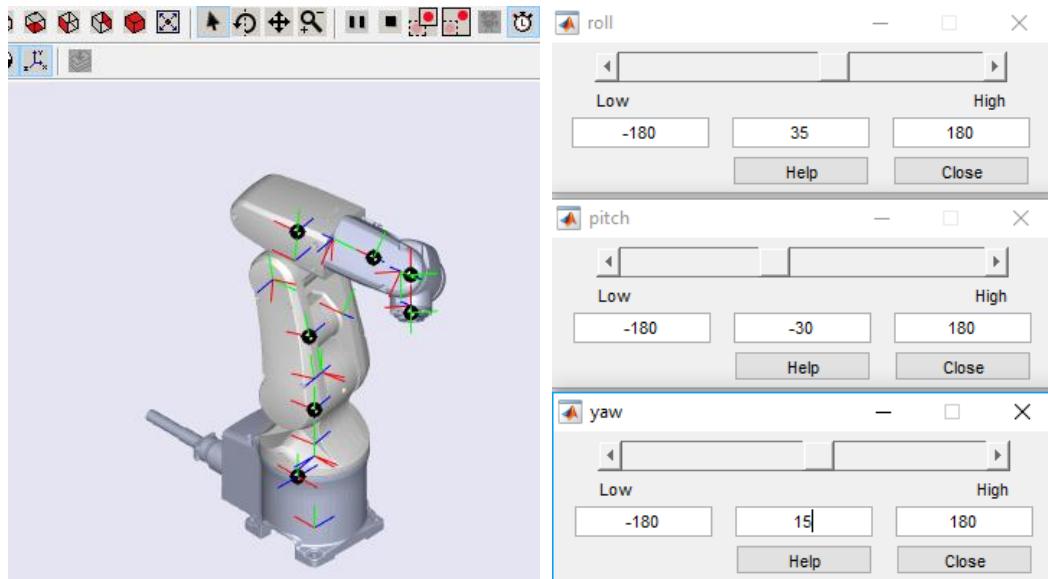 roll
Low High
-180 35 180
Help Close
pitch
Low High
-180 -30 180
Help Close
yaw
Low High
-180 15 180
Help Close